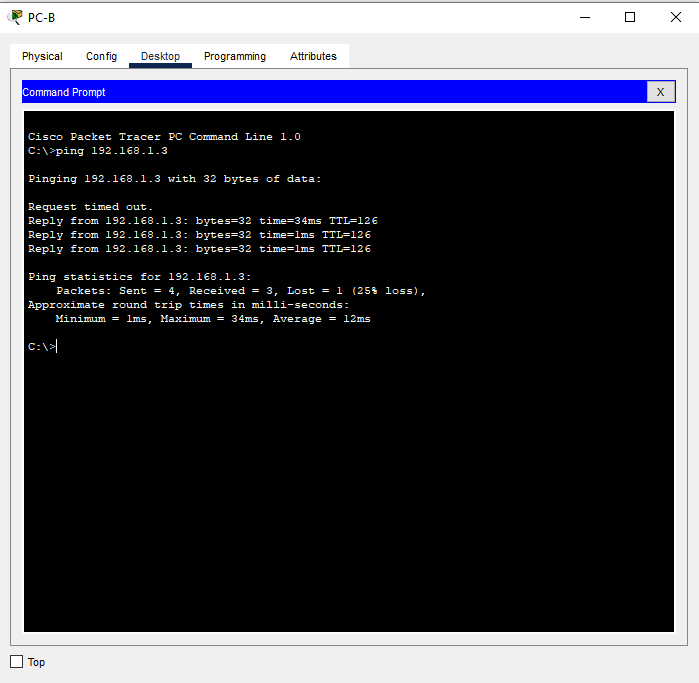 PC-B
Physical Config Desktop Programming Attributes
Command Prompt
X
Cisco Packet Tracer PC Command Line 1.0
C:\>ping 192.168.1.3
Pinging 192.168.1.3 with 32 bytes of data:
Request timed out.
Reply from 192.168.1.3: bytes=32 time=34ms TTL=126
Reply from 192.168.1.3: bytes=32 time=1ms TTL=126
Reply from 192.168.1.3: bytes=32 time=1ms TTL=126
Ping statistics for 192.168.1.3:
Packets: Sent = 4, Received = 3, Lost = 1 (25% loss),
Approximate round trip times in milli-seconds:
Minimum = 1ms, Maximum = 34ms, Average = 12ms
C:\>
Top